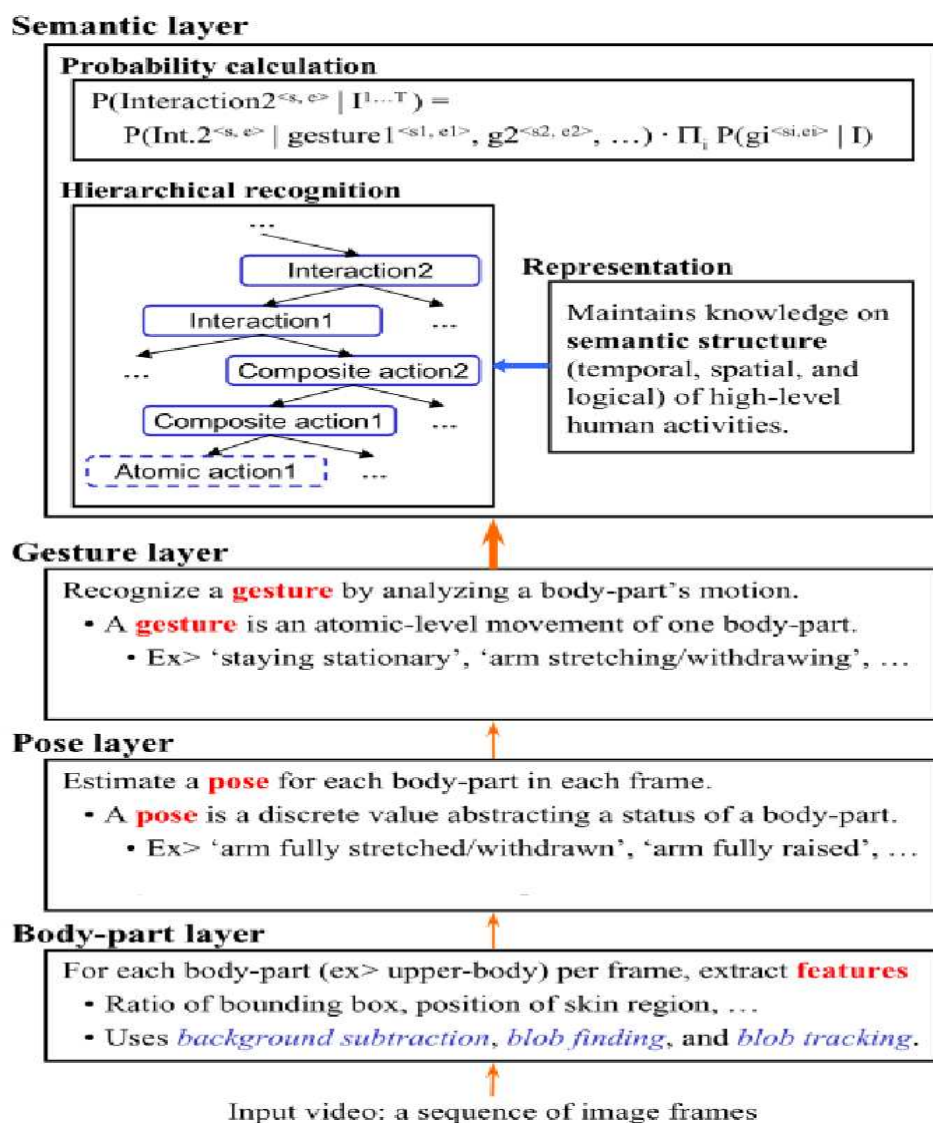 Semantic layer
Probability calculation
P(Interaction2<s, e> | I1...T) =
P(Int.2<s, e> | gesture1<s1, e1>, g2<s2, e2>, …) · Πi P(gi<si,ei> | I)
Hierarchical recognition
...
Interaction2
Interaction1
...
...
Composite action2
Composite action1
...
Atomic action1
...
Representation
Maintains knowledge on
semantic structure
(temporal, spatial, and
logical) of high-level
human activities.
Gesture layer
Recognize a gesture by analyzing a body-part's motion.
• A gesture is an atomic-level movement of one body-part.
• Ex> ‘staying stationary’, ‘arm stretching/withdrawing’, …
Pose layer
Estimate a pose for each body-part in each frame.
• A pose is a discrete value abstracting a status of a body-part.
• Ex> ‘arm fully stretched/withdrawn’, ‘arm fully raised’, …
Body-part layer
For each body-part (ex> upper-body) per frame, extract features
• Ratio of bounding box, position of skin region, …
• Uses background subtraction, blob finding, and blob tracking.
Input video: a sequence of image frames